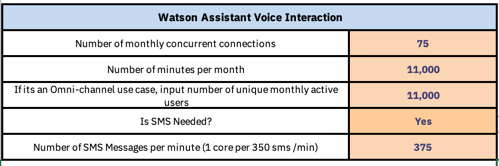 Watson Assistant Voice Interaction
Number of monthly concurrent connections 75
Number of minutes per month 11,000
If its an Omni-channel use case, input number of unique monthly active
users 11,000
Is SMS Needed? Yes
Number of SMS Messages per minute (1 core per 350 sms /min) 375